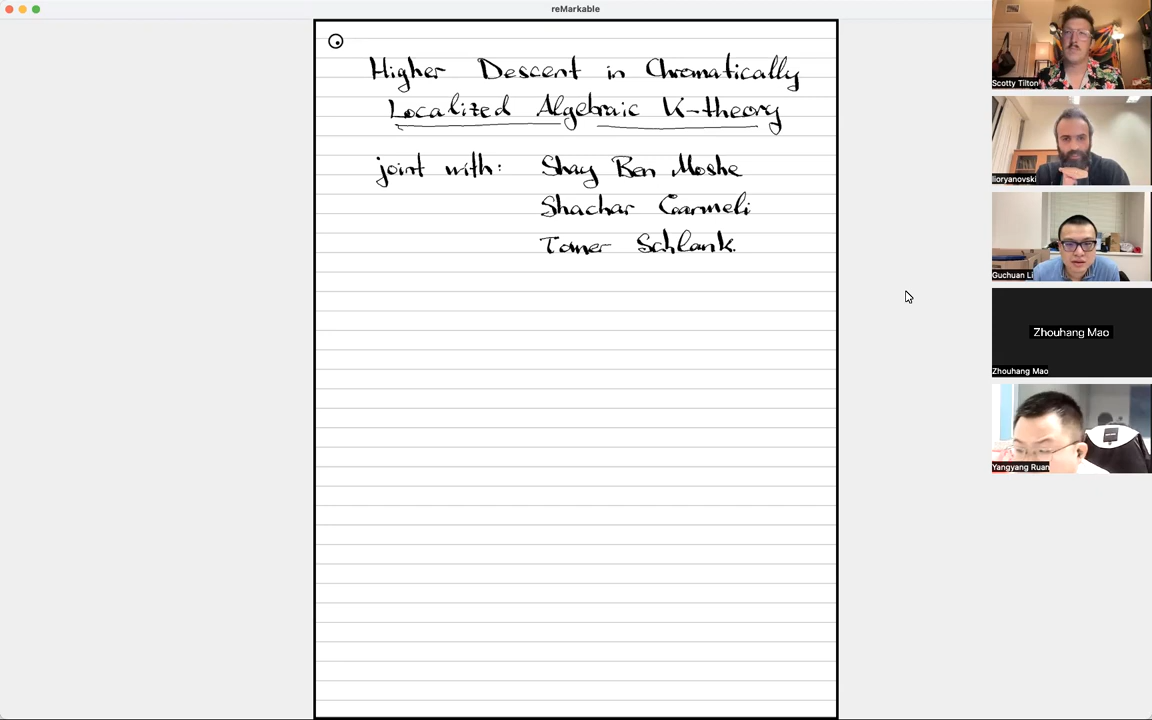 reMarkable
Higher Descent in Chromatically
Localized Algebraic K-theory
joint with: Shay Ben Moshe
Shachar Carmeli
Tomer Schlank.
Scotty Tilton
lioryanovski
Guchuan Li
Zhouhang Mao
Zhouhang Mao
Yangyang Ruan